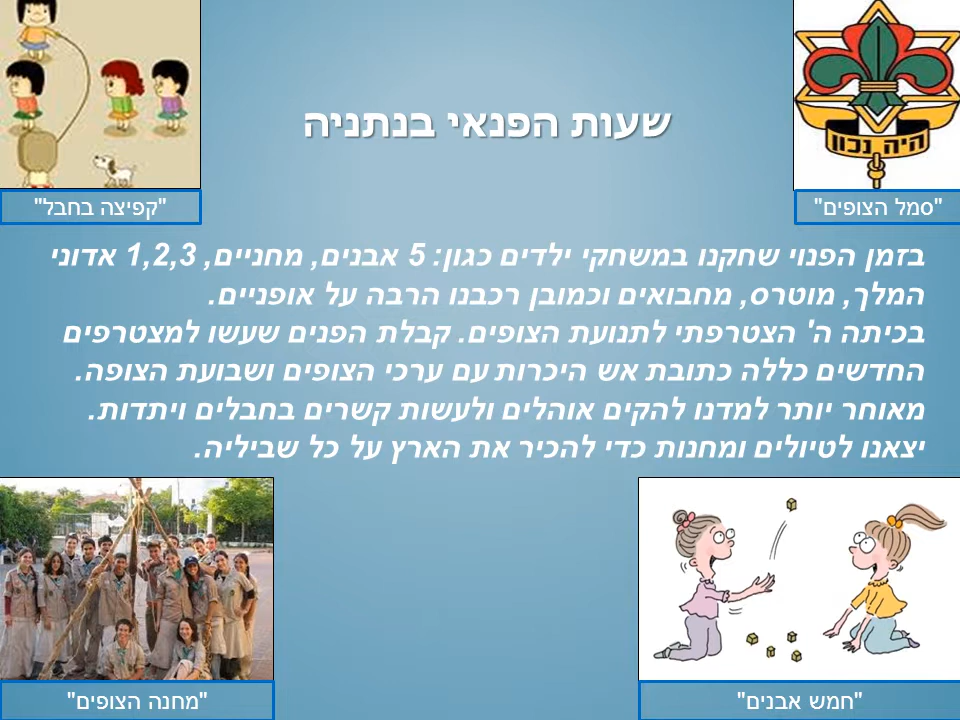 היה נכון
שעות הפנאי בנתניה
"קפיצה בחבל"
"סמל הצופים"
בזמן הפנוי שחקנו במשחקי ילדים כגון: 5 אבנים, מחניים, 1,2,3 אדוני
המלך, מוטרס, מחבואים וכמובן רכבנו הרבה על אופניים.
בכיתה ה' הצטרפתי לתנועת הצופים. קבלת הפנים שעשו למצטרפים
החדשים כללה כתובת אש היכרות עם ערכי הצופים ושבועת הצופה.
מאוחר יותר למדנו להקים אוהלים ולעשות קשרים בחבלים ויתדות.
יצאנו לטיולים ומחנות כדי להכיר את הארץ על כל שביליה.
"מחנה הצופים"
"חמש אבנים"